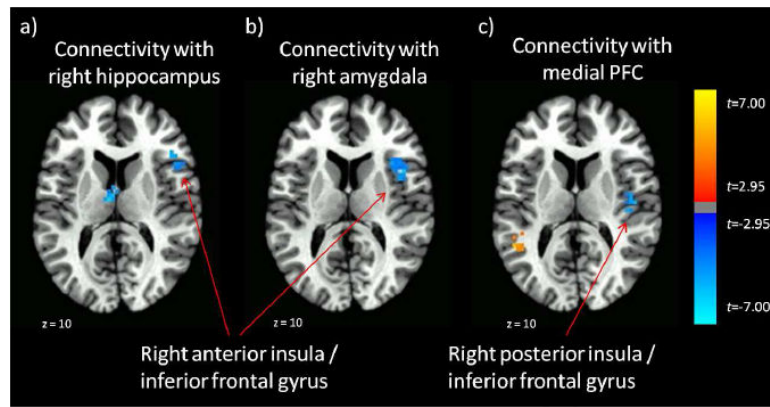 a)
Connectivity with
right hippocampus
b)
Connectivity with
right amygdala
c)
Connectivity with
medial PFC
t=7.00
t=2.95
t=-2.95
t=-7.00
z = 10
z = 10
z = 10
Right anterior insula /
inferior frontal gyrus
Right posterior insula /
inferior frontal gyrus